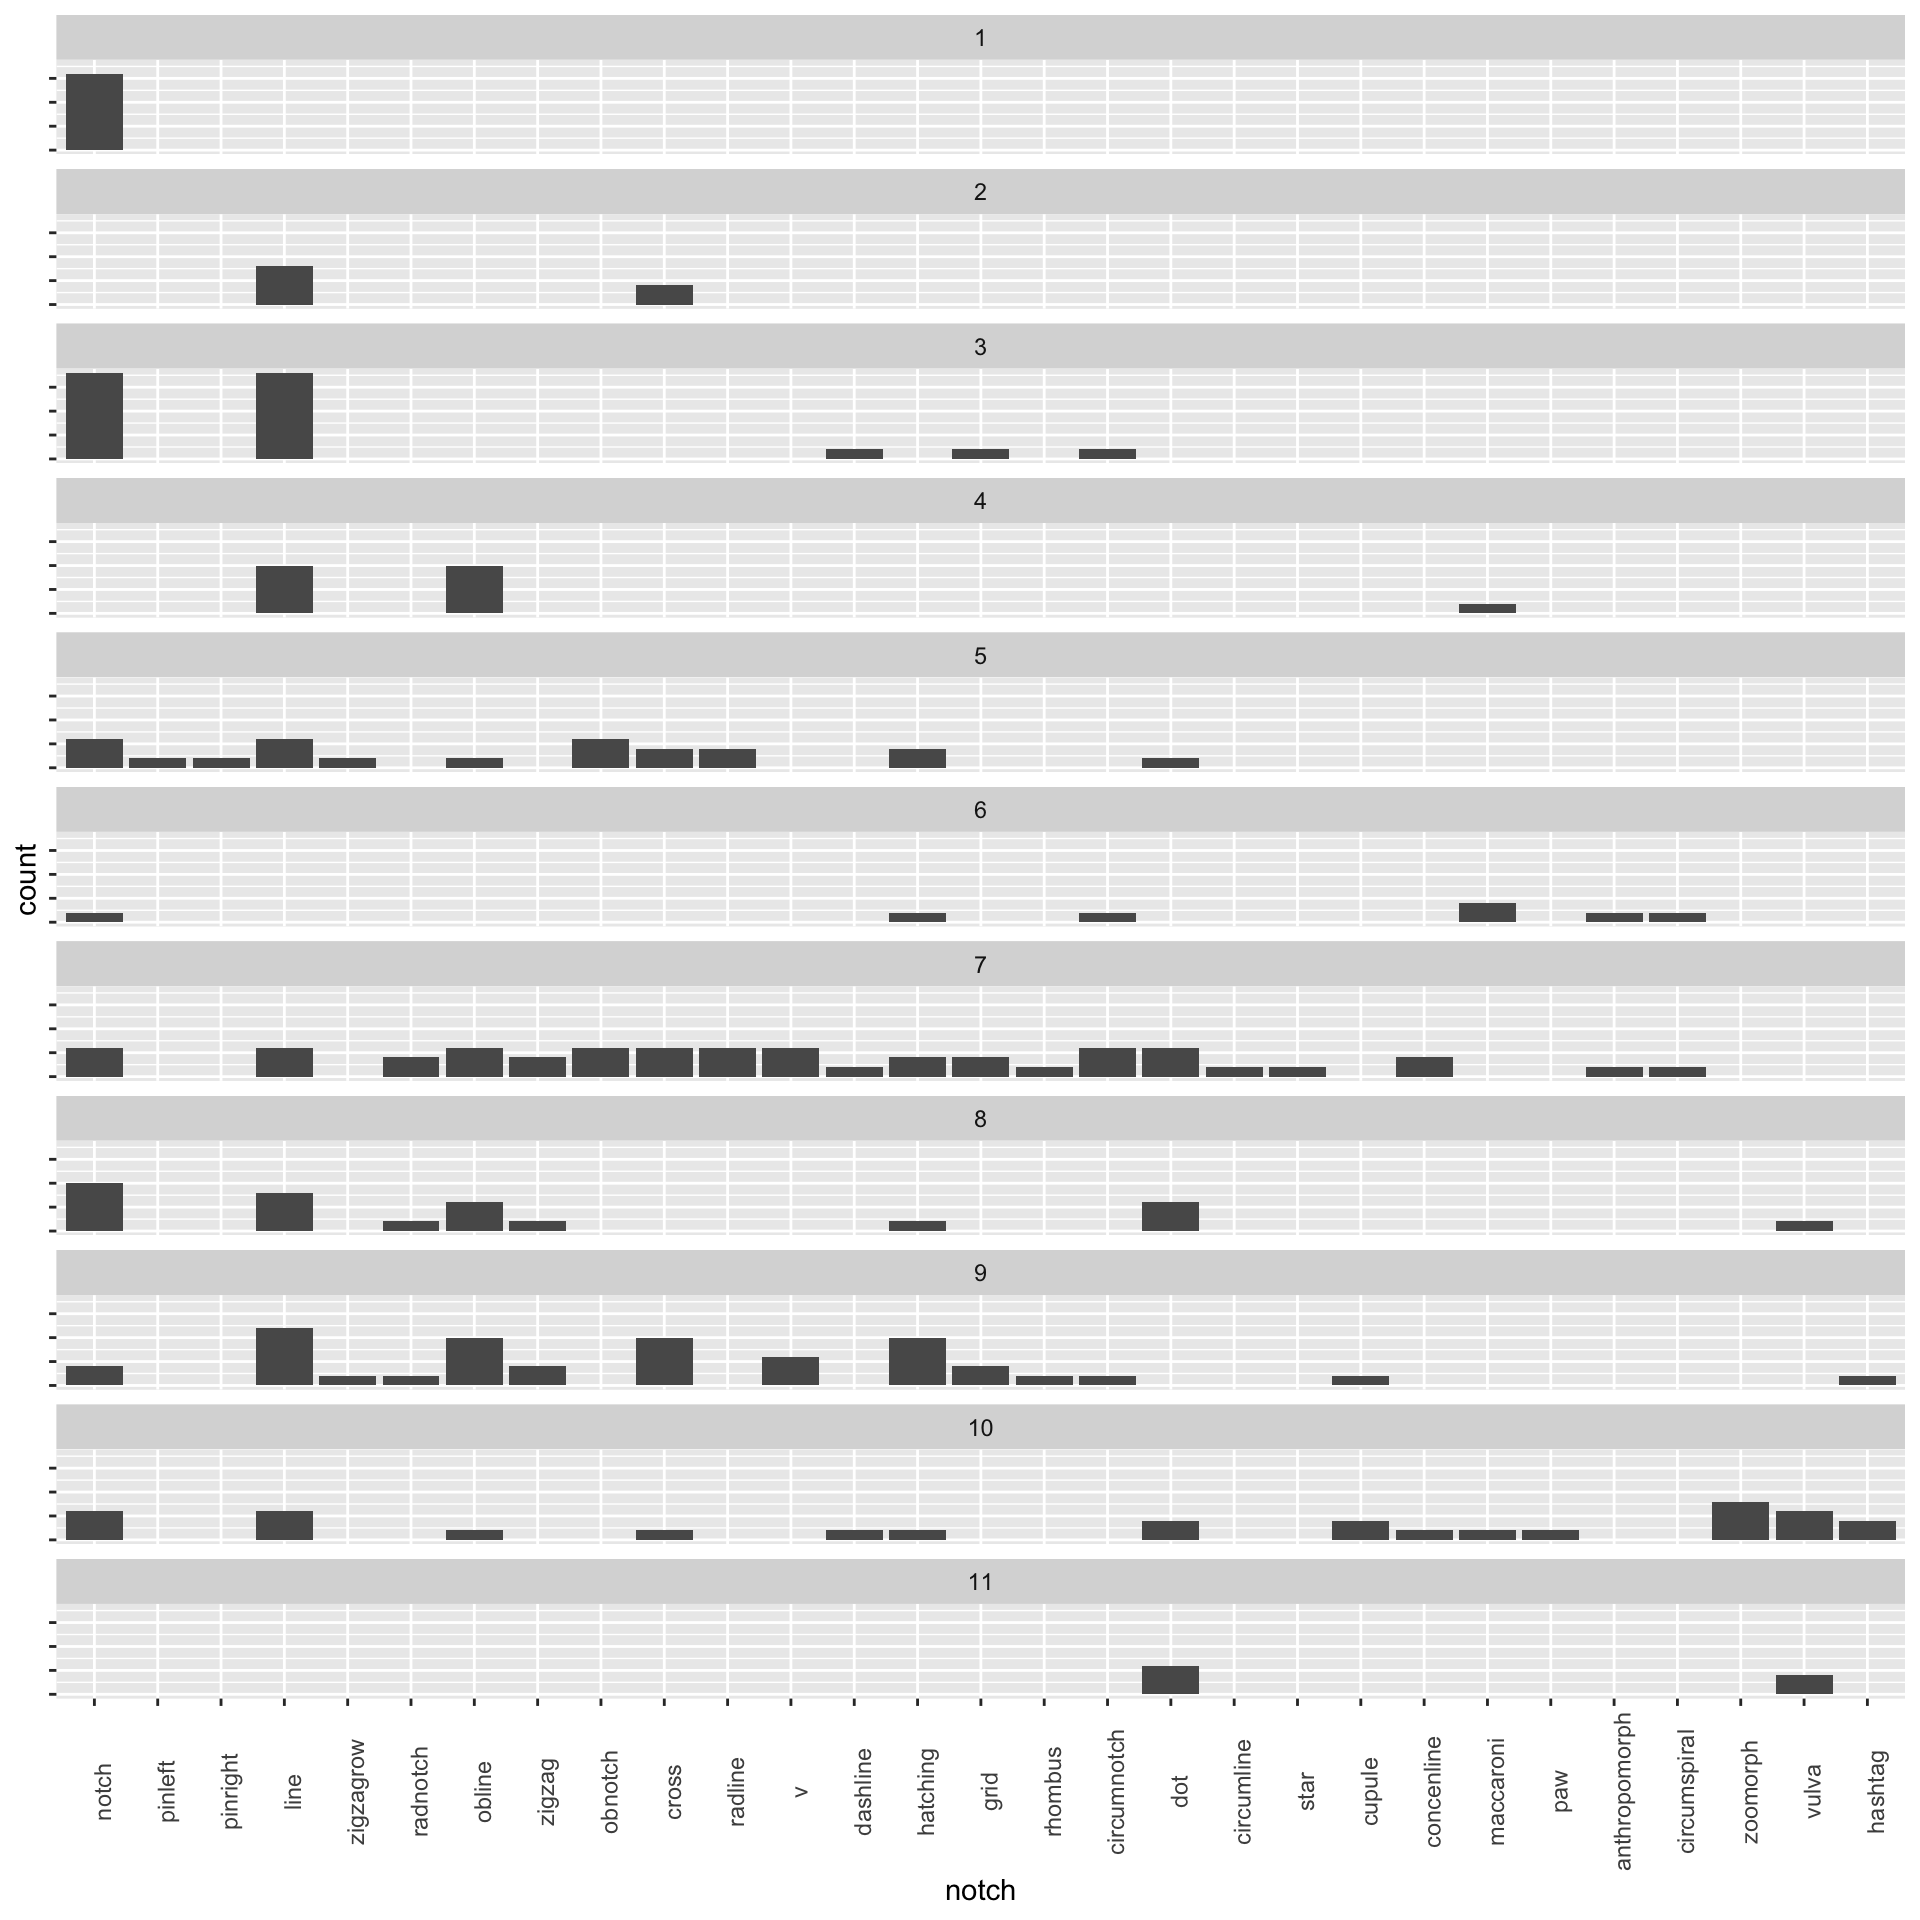 1
2
3
4
5
6
7
8
9
10
11
count
notch
pinleft
pinright
line
zigzagrow
radnotch
obline
zigzag
obnotch
cross
radline
v
dashline
hatching
grid
rhombus
circumnotch
dot
circumline
star
cupule
concenline
maccaroni
paw
anthropomorph
circumspiral
zoomorph
vulva
hashtag
notch